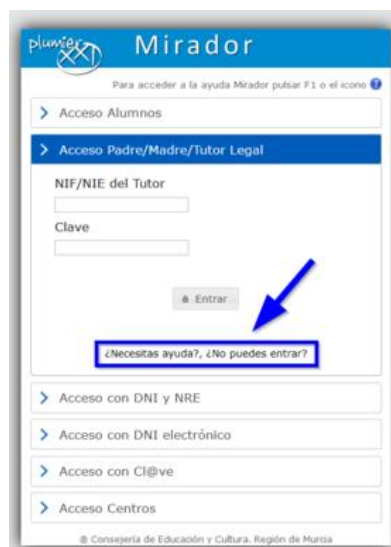 plumier
XXI
Mirador
Para acceder a la ayuda Mirador pulsar F1 o el icono ?
Acceso Alumnos
Acceso Padre/Madre/Tutor Legal
NIF/NIE del Tutor
Clave
Entrar
¿Necesitas ayuda?, ¿No puedes entrar?
Acceso con DNI y NRE
Acceso con DNI electrónico
Acceso con Cl@ve
Acceso Centros
® Consejería de Educación y Cultura. Región de Murcia